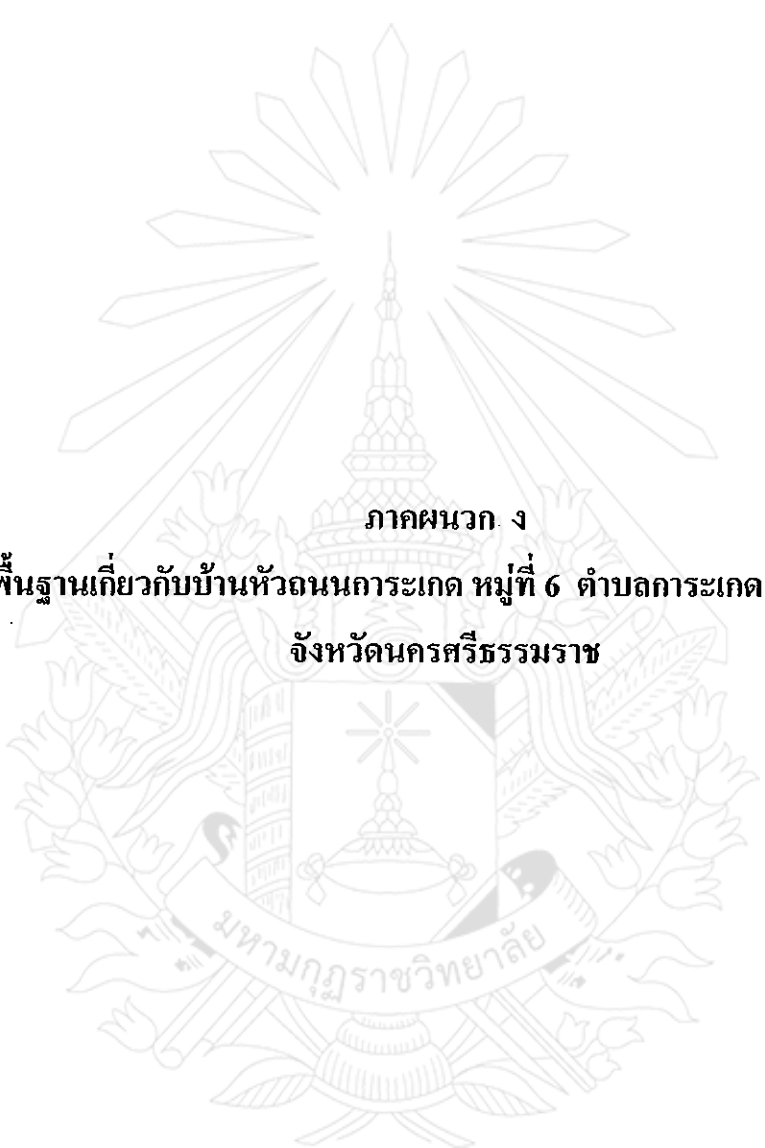 ภาคผนวก ง
พื้นฐานเกี่ยวกับบ้านหัวถนนการะเกด หมู่ที่ 6 ตำบลการะเกด
จังหวัดนครศรีธรรมราช
มหามกุฏราชวิทยาลัย